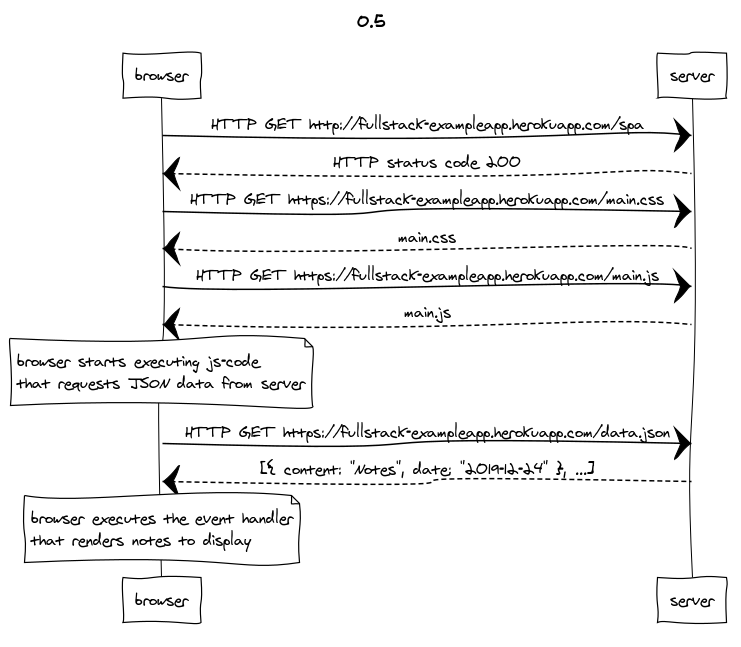 0.5
browser
server
HTTP GET http://fullstack-exampleapp.herokuapp.com/spa
HTTP status code 200
HTTP GET https://fullstack-exampleapp.herokuapp.com/main.css
main.css
HTTP GET https://fullstack-exampleapp.herokuapp.com/main.js
main.js
browser starts executing js-code
that requests JSON data from server
HTTP GET https://fullstack-exampleapp.herokuapp.com/data.json
[{ content: "Notes", date: "2019-12-24" }, ...]
browser executes the event handler
that renders notes to display
browser
server